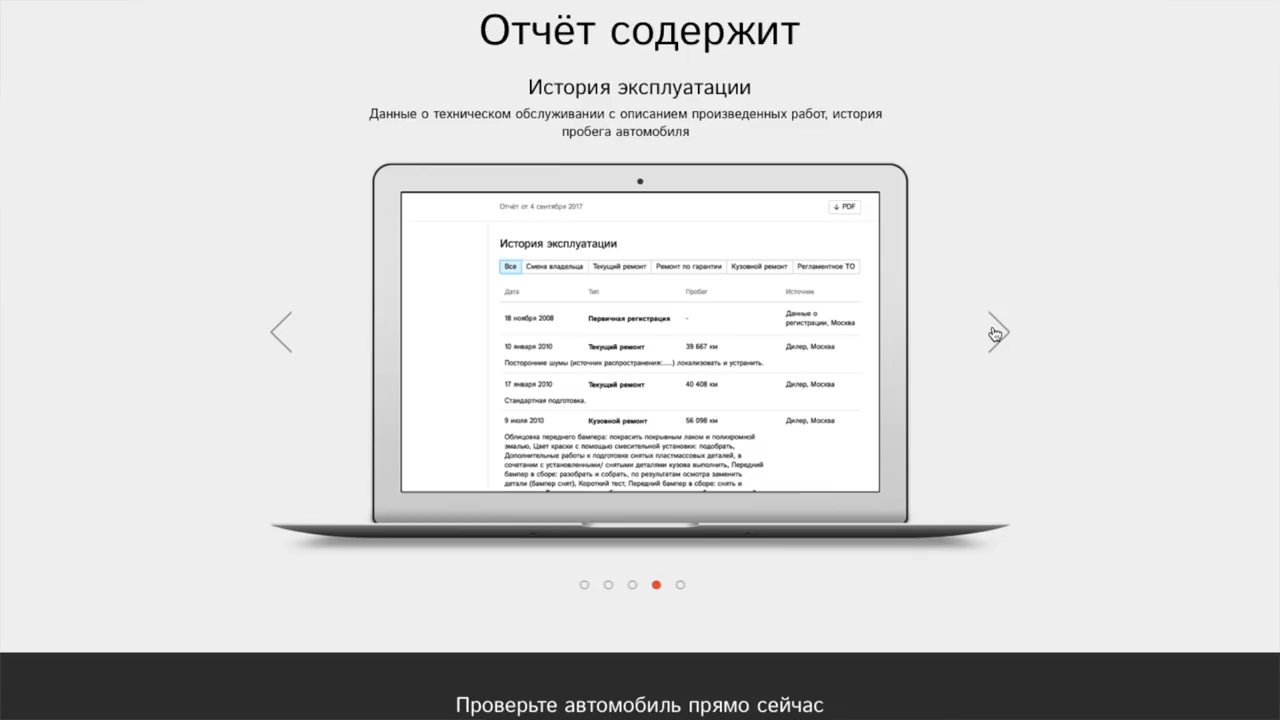 Отчёт содержит
История эксплуатации
Данные о техническом обслуживании с описанием произведенных работ, история
пробега автомобиля
Отчёт от 4 сентября 2017
↓ PDF
История эксплуатации
Все Смена владельца Текущий ремонт Ремонт по гарантии Кузовной ремонт Регламентное ТО
Дата Тип Пробег Источник
18 ноября 2008 Первичная регистрация - Данные о
регистрации, Москва
10 января 2010 Текущий ремонт 39 667 км Дилер, Москва
Посторонние шумы (источник распространения:.....) локализовать и устранить.
17 января 2010 Текущий ремонт 40 408 км Дилер, Москва
Стандартная подготовка.
9 июля 2010 Кузовной ремонт 56 098 км Дилер, Москва
Облицовка переднего бампера: покрасить покрывным лаком и полихромной
эмалью, Цвет краски с помощью смесительной установки: подобрать,
Дополнительные работы к подготовке снятых пластмассовых деталей, в
сочетании с установленными/ снятыми деталями кузова выполнить, Передний
бампер в сборе: разобрать и собрать, по результатам осмотра заменить
детали (бампер снят), Короткий тест, Передний бампер в сборе: снять и
Проверьте автомобиль прямо сейчас